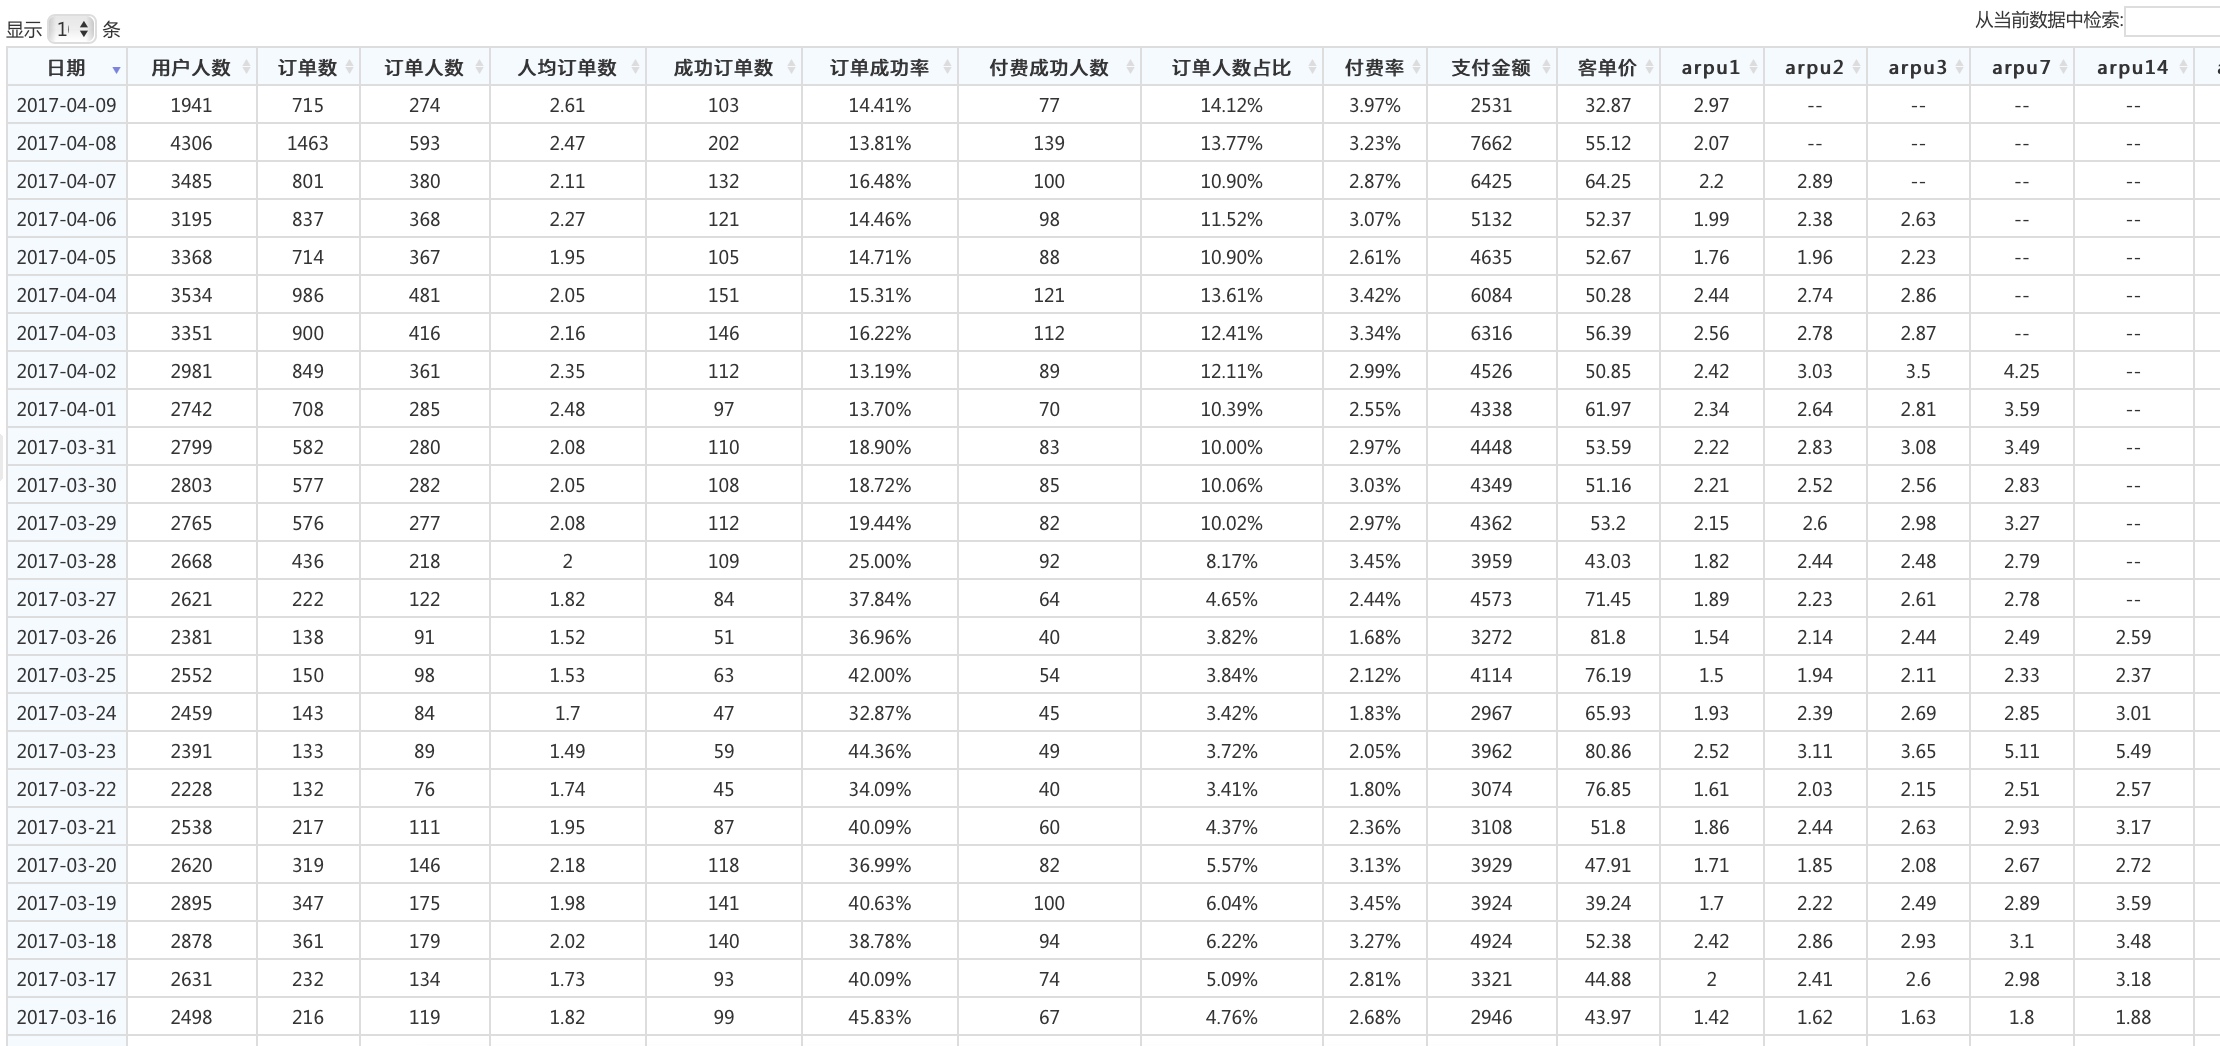 显示 1 条
从当前数据中检索:
日期 用户人数 订单数 订单人数 人均订单数 成功订单数 订单成功率 付费成功人数 订单人数占比 付费率 支付金额 客单价 arpu1 arpu2 arpu3 arpu7 arpu14
2017-04-09 1941 715 274 2.61 103 14.41% 77 14.12% 3.97% 2531 32.87 2.97 -- -- -- --
2017-04-08 4306 1463 593 2.47 202 13.81% 139 13.77% 3.23% 7662 55.12 2.07 -- -- -- --
2017-04-07 3485 801 380 2.11 132 16.48% 100 10.90% 2.87% 6425 64.25 2.2 2.89 -- -- --
2017-04-06 3195 837 368 2.27 121 14.46% 98 11.52% 3.07% 5132 52.37 1.99 2.38 2.63 -- --
2017-04-05 3368 714 367 1.95 105 14.71% 88 10.90% 2.61% 4635 52.67 1.76 1.96 2.23 -- --
2017-04-04 3534 986 481 2.05 151 15.31% 121 13.61% 3.42% 6084 50.28 2.44 2.74 2.86 -- --
2017-04-03 3351 900 416 2.16 146 16.22% 112 12.41% 3.34% 6316 56.39 2.56 2.78 2.87 -- --
2017-04-02 2981 849 361 2.35 112 13.19% 89 12.11% 2.99% 4526 50.85 2.42 3.03 3.5 4.25 --
2017-04-01 2742 708 285 2.48 97 13.70% 70 10.39% 2.55% 4338 61.97 2.34 2.64 2.81 3.59 --
2017-03-31 2799 582 280 2.08 110 18.90% 83 10.00% 2.97% 4448 53.59 2.22 2.83 3.08 3.49 --
2017-03-30 2803 577 282 2.05 108 18.72% 85 10.06% 3.03% 4349 51.16 2.21 2.52 2.56 2.83 --
2017-03-29 2765 576 277 2.08 112 19.44% 82 10.02% 2.97% 4362 53.2 2.15 2.6 2.98 3.27 --
2017-03-28 2668 436 218 2 109 25.00% 92 8.17% 3.45% 3959 43.03 1.82 2.44 2.48 2.79 --
2017-03-27 2621 222 122 1.82 84 37.84% 64 4.65% 2.44% 4573 71.45 1.89 2.23 2.61 2.78 --
2017-03-26 2381 138 91 1.52 51 36.96% 40 3.82% 1.68% 3272 81.8 1.54 2.14 2.44 2.49 2.59
2017-03-25 2552 150 98 1.53 63 42.00% 54 3.84% 2.12% 4114 76.19 1.5 1.94 2.11 2.33 2.37
2017-03-24 2459 143 84 1.7 47 32.87% 45 3.42% 1.83% 2967 65.93 1.93 2.39 2.69 2.85 3.01
2017-03-23 2391 133 89 1.49 59 44.36% 49 3.72% 2.05% 3962 80.86 2.52 3.11 3.65 5.11 5.49
2017-03-22 2228 132 76 1.74 45 34.09% 40 3.41% 1.80% 3074 76.85 1.61 2.03 2.15 2.51 2.57
2017-03-21 2538 217 111 1.95 87 40.09% 60 4.37% 2.36% 3108 51.8 1.86 2.44 2.63 2.93 3.17
2017-03-20 2620 319 146 2.18 118 36.99% 82 5.57% 3.13% 3929 47.91 1.71 1.85 2.08 2.67 2.72
2017-03-19 2895 347 175 1.98 141 40.63% 100 6.04% 3.45% 3924 39.24 1.7 2.22 2.49 2.89 3.59
2017-03-18 2878 361 179 2.02 140 38.78% 94 6.22% 3.27% 4924 52.38 2.42 2.86 2.93 3.1 3.48
2017-03-17 2631 232 134 1.73 93 40.09% 74 5.09% 2.81% 3321 44.88 2 2.41 2.6 2.98 3.18
2017-03-16 2498 216 119 1.82 99 45.83% 67 4.76% 2.68% 2946 43.97 1.42 1.62 1.63 1.8 1.88